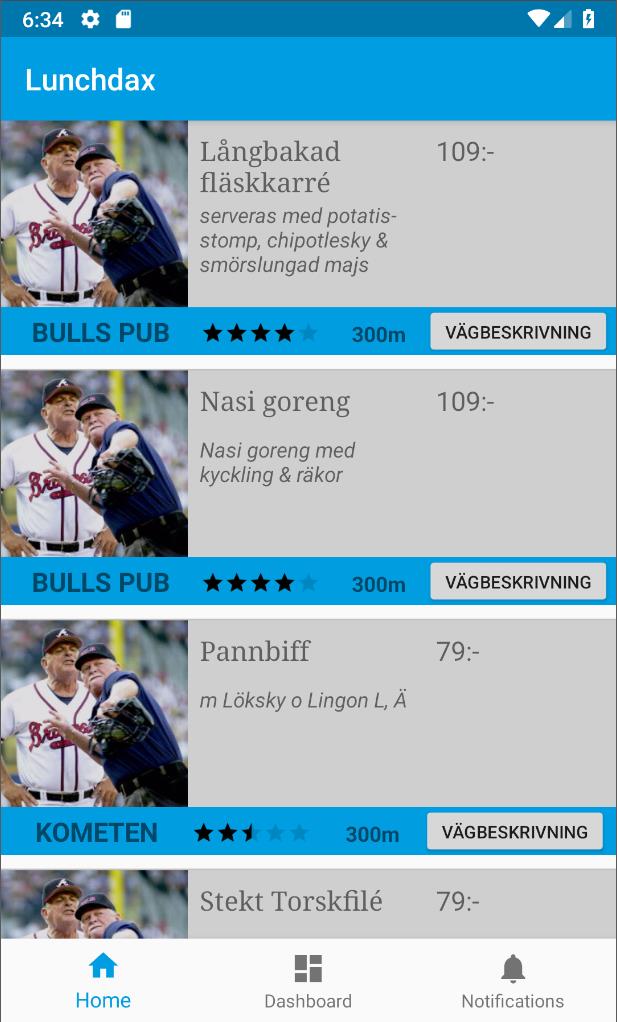 6:34
Lunchdax
Långbakad
fläskkarré
109:-
serveras med potatis-
stomp, chipotlesky &
smörslungad majs
BULLS PUB
300m
VÄGBESKRIVNING
Nasi goreng
109:-
Nasi goreng med
kyckling & räkor
BULLS PUB
300m
VÄGBESKRIVNING
Pannbiff
79:-
m Löksky o Lingon L, Ä
KOMETEN
300m
VÄGBESKRIVNING
Stekt Torskfilé
79:-
Home
Dashboard
Notifications